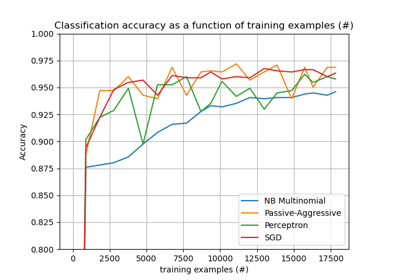 Classification accuracy as a function of training examples (#)
1.000
0.975
0.950
0.925
0.900
0.875
0.850
0.825
0.800
Accuracy
NB Multinomial
Passive-Aggressive
Perceptron
SGD
0 2500 5000 7500 10000 12500 15000 17500
training examples (#)